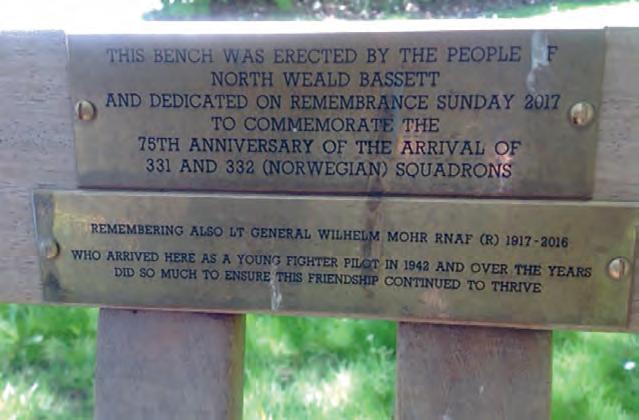 THIS BENCH WAS ERECTED BY THE PEOPLE OF
NORTH WEALD BASSETT
AND DEDICATED ON REMEMBRANCE SUNDAY 2017
TO COMMEMORATE THE
75TH ANNIVERSARY OF THE ARRIVAL OF
331 AND 332 (NORWEGIAN) SQUADRONS
REMEMBERING ALSO LT GENERAL WILHELM MOHR RNAF (R) 1917-2016
WHO ARRIVED HERE AS A YOUNG FIGHTER PILOT IN 1942 AND OVER THE YEARS
DID SO MUCH TO ENSURE THIS FRIENDSHIP CONTINUED TO THRIVE